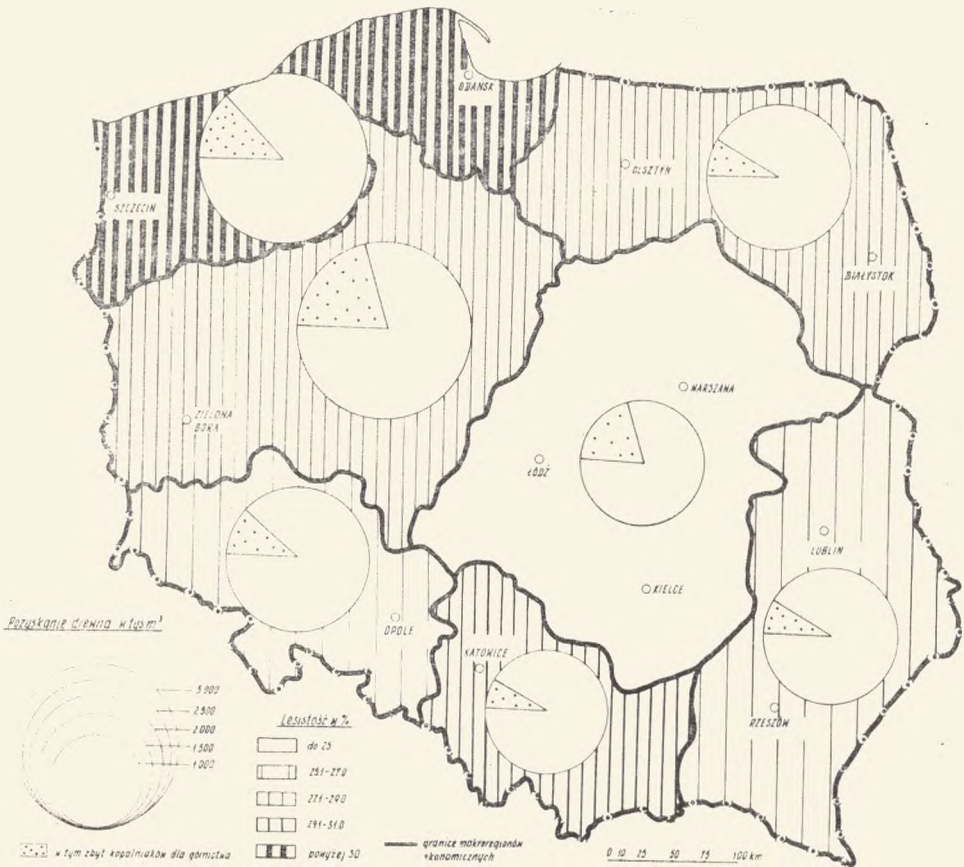 GDAŃSK
OLSZTYN
SZCZECIN
BIAŁYSTOK
WARSZAWA
ZIELONA
GÓRA
ŁÓDŹ
LUBLIN
KIELCE
OPOLE
KATOWICE
RZESZÓW
Pozyskanie drewna w tys m³
3 000
2 500
2 000
1 500
1 000
w tym zbyt kopalniaków dla górnictwa
Lesistość w %
do 25
25,1-27,0
27,1-29,0
29,1-31,0
powyżej 30
granice makroregionów
ekonomicznych
0 10 25 50 75 100 km